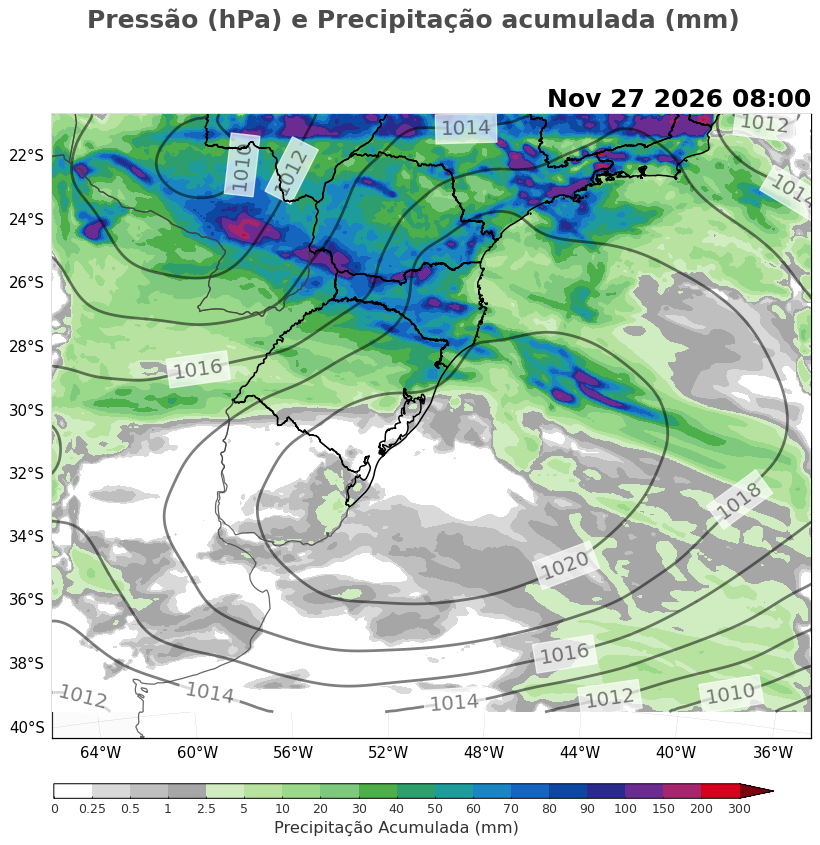 Pressão (hPa) e Precipitação acumulada (mm)
Nov 27 2026 08:00
1014
1012
1010
1012
1014
22°S
24°S
26°S
28°S
1016
30°S
32°S
1018
34°S
1020
36°S
1016
38°S
1012
1014
1014
1012
1010
40°S
64°W 60°W 56°W 52°W 48°W 44°W 40°W 36°W
0 0.25 0.5 1 2.5 5 10 20 30 40 50 60 70 80 90 100 150 200 300
Precipitação Acumulada (mm)